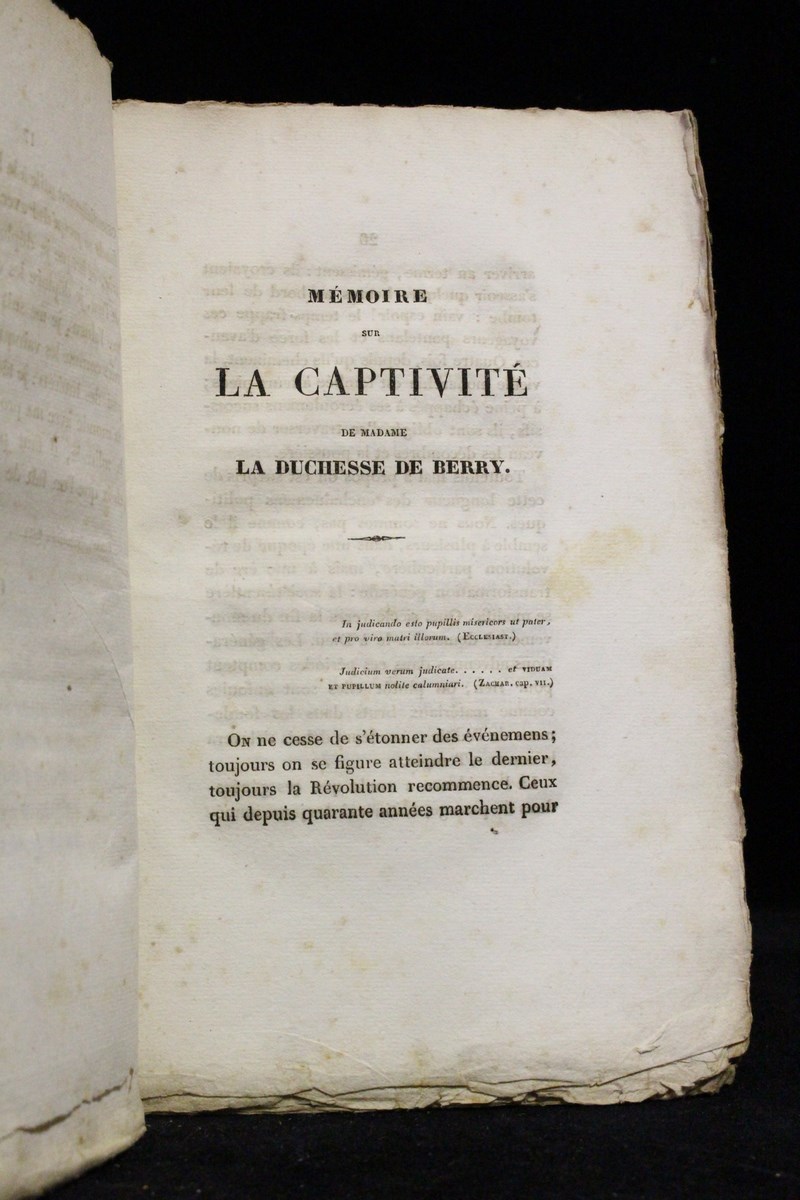 MÉMOIRE
SUR
LA CAPTIVITÉ
DE MADAME
LA DUCHESSE DE BERRY.
In judicando esto pupillis misericors ut pater,
et pro viro matri illorum. (ECCLESIAST.)
Judicium verum judicate. . . . . . et VIDUAM
ET PUPILLUM nolite calumniari. (ZACHAR. cap. VII.)
ON ne cesse de s'étonner des événemens;
toujours on se figure atteindre le dernier,
toujours la Révolution recommence. Ceux
qui depuis quarante années marchent pour